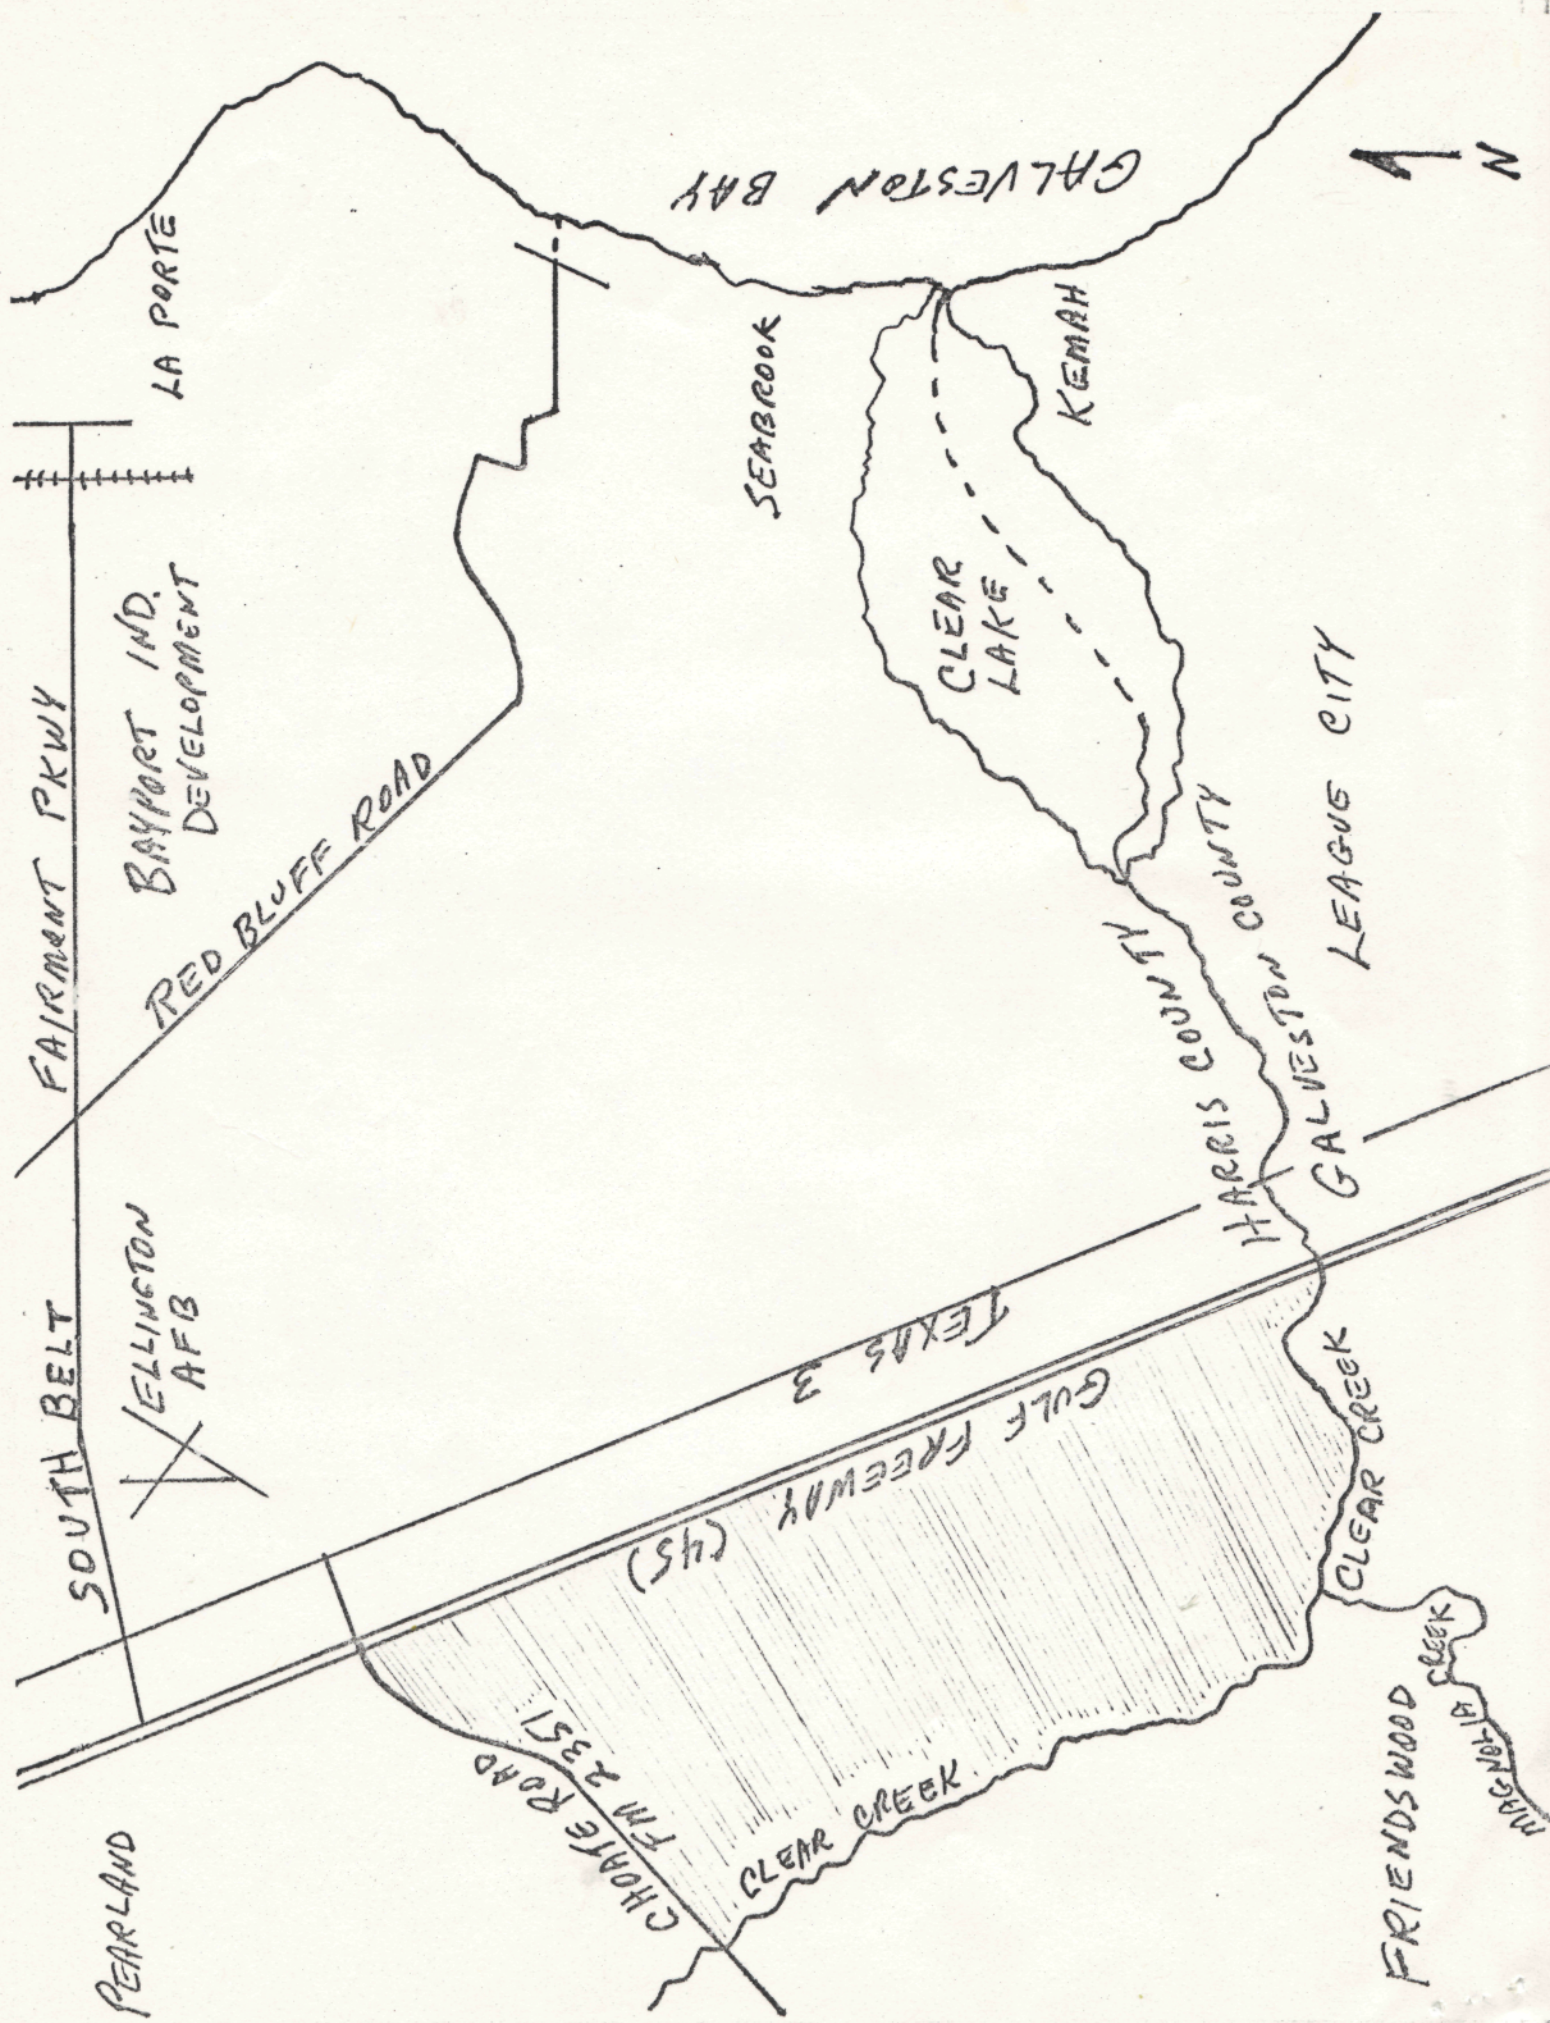 PEARLAND
SOUTH BELT
FAIRMONT PKWY
LA PORTE
ELLINGTON
AFB
RED BLUFF ROAD
BAYPORT IND.
DEVELOPMENT
CHOATE ROAD
FM 2351
GULF FREEWAY (45)
TEXAS 3
SEABROOK
GALVESTON BAY
CLEAR
LAKE
KEMAH
CLEAR CREEK
HARRIS COUNTY
GALVESTON COUNTY
LEAGUE CITY
CLEAR CREEK
FRIENDSWOOD
MAGNOLIA CREEK
N